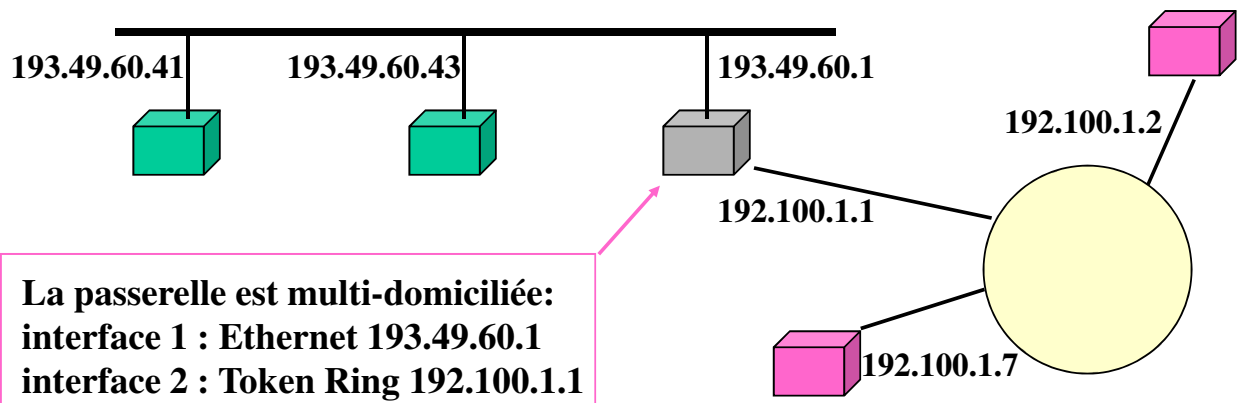 193.49.60.41
193.49.60.43
193.49.60.1
192.100.1.2
192.100.1.1
La passerelle est multi-domiciliée:
interface 1 : Ethernet 193.49.60.1
interface 2 : Token Ring 192.100.1.1
192.100.1.7